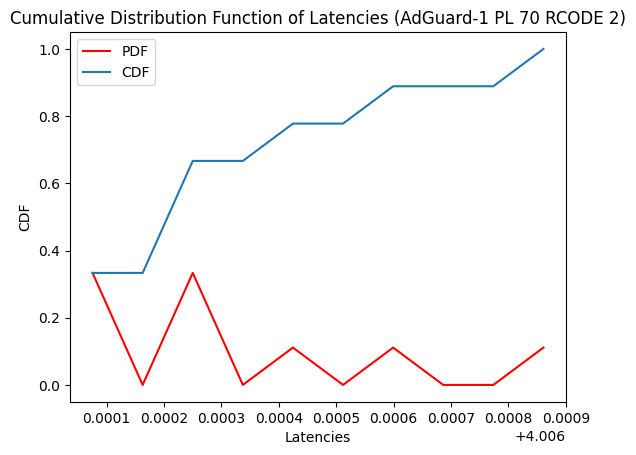 Cumulative Distribution Function of Latencies (AdGuard-1 PL 70 RCODE 2)
PDF
CDF
1.0
0.8
0.6
0.4
0.2
0.0
CDF
0.0001 0.0002 0.0003 0.0004 0.0005 0.0006 0.0007 0.0008 0.0009
Latencies
+4.006